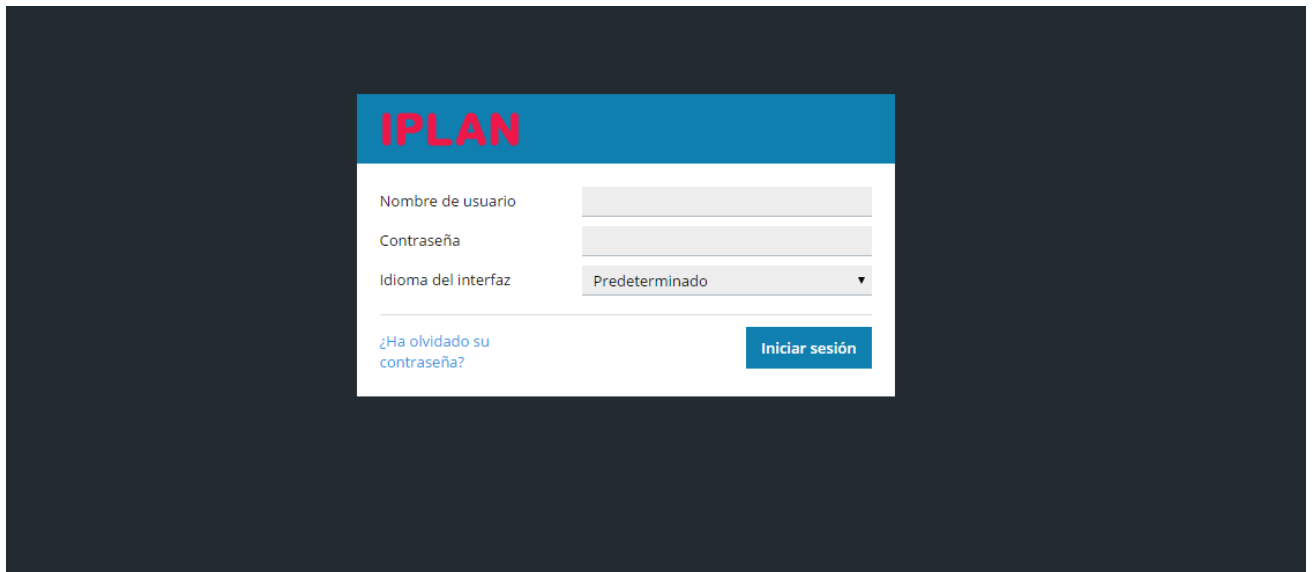 IPLAN
Nombre de usuario
Contraseña
Idioma del interfaz
Predeterminado
¿Ha olvidado su
contraseña?
Iniciar sesión